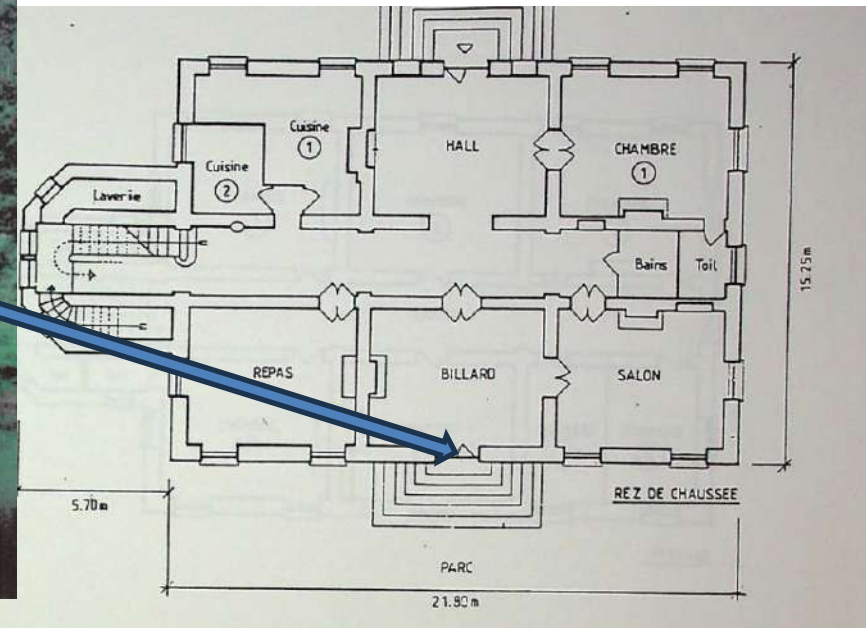 Cuisine
1
HALL
CHAMBRE
1
Cuisine
2
Laverie
Bains
Toil
15.25m
REPAS
BILLARD
SALON
REZ DE CHAUSSEE
5.70m
PARC
21.80m